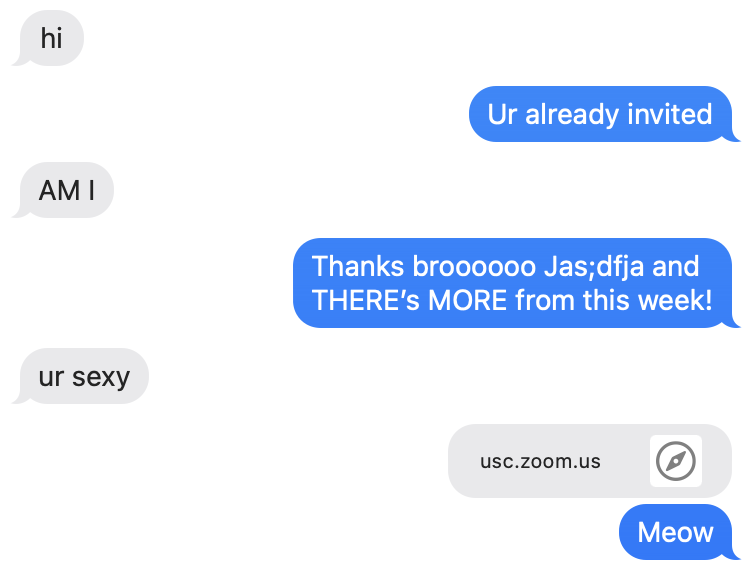 hi
Ur already invited
AM I
Thanks broooooo Jas;dfja and
THERE’s MORE from this week!
ur sexy
usc.zoom.us
Meow